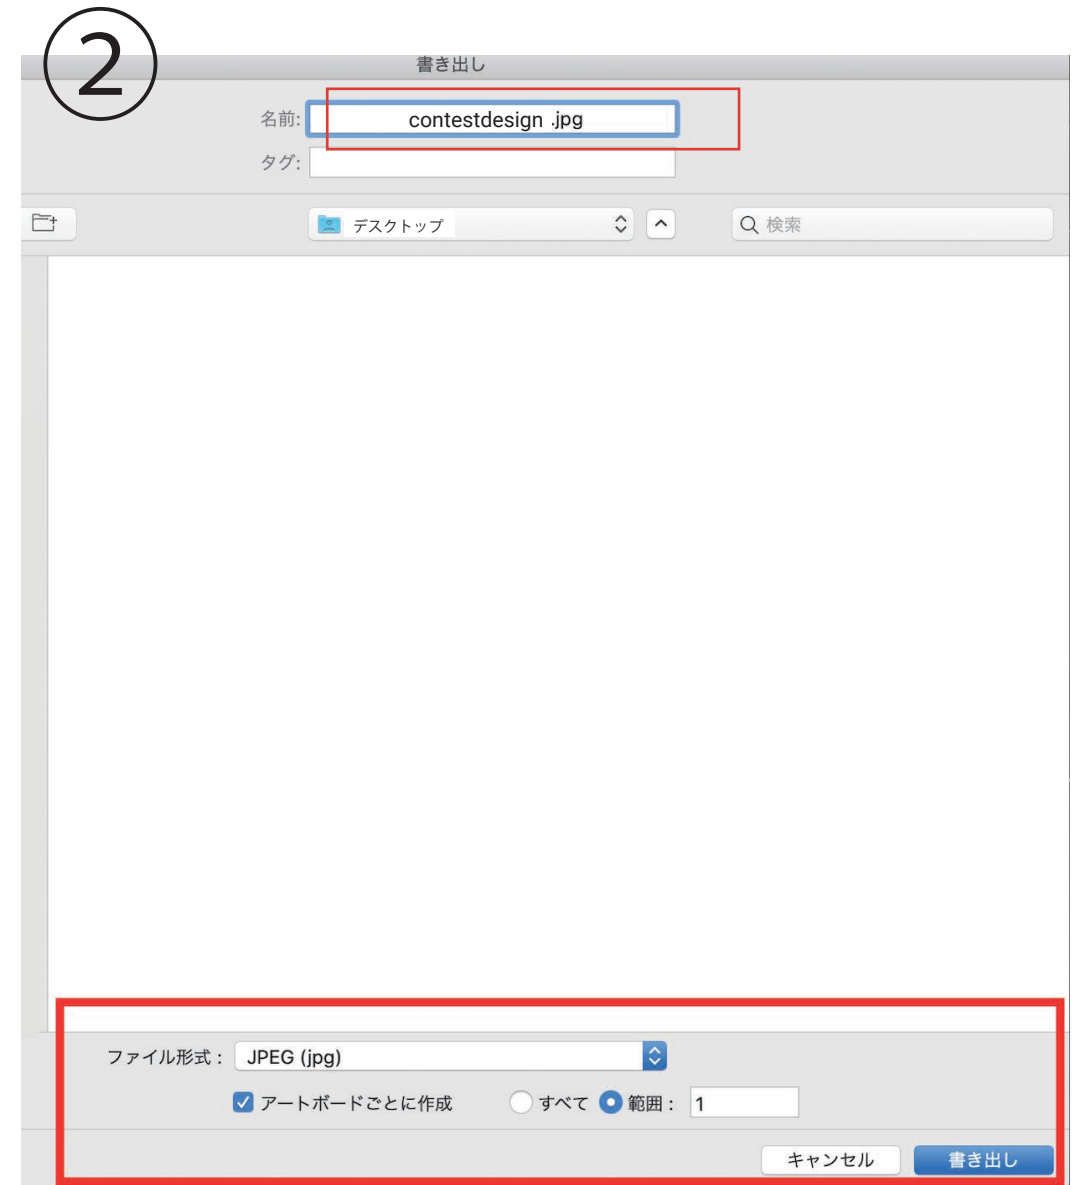 ②
書き出し
名前: contestdesign .jpg
タグ:
デスクトップ 検索
ファイル形式： JPEG (jpg)
アートボードごとに作成 すべて 範囲： 1
キャンセル 書き出し